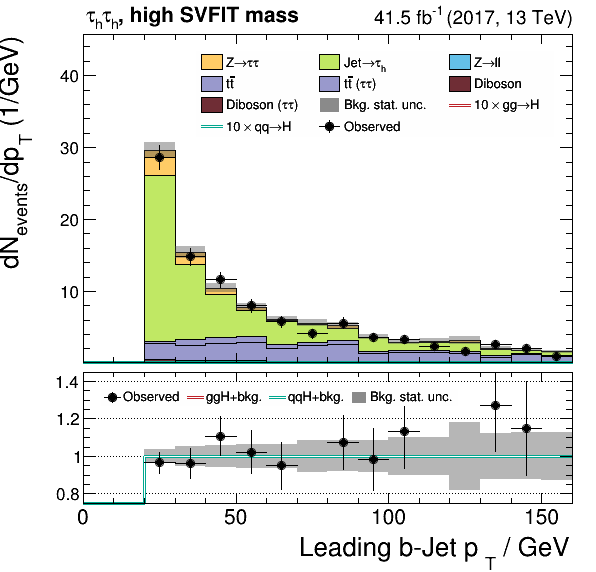 τhτh, high SVFIT mass 41.5 fb-1 (2017, 13 TeV)
dNevents/dpT (1/GeV)
40
30
20
10
Z→ττ Jet→τh Z→ll
tt̄ tt̄ (ττ) Diboson
Diboson (ττ) Bkg. stat. unc. 10 × gg→H
10 × qq→H Observed
1.4
1.2
1
0.8
Observed ggH+bkg. qqH+bkg. Bkg. stat. unc.
0 50 100 150
Leading b-Jet pT / GeV